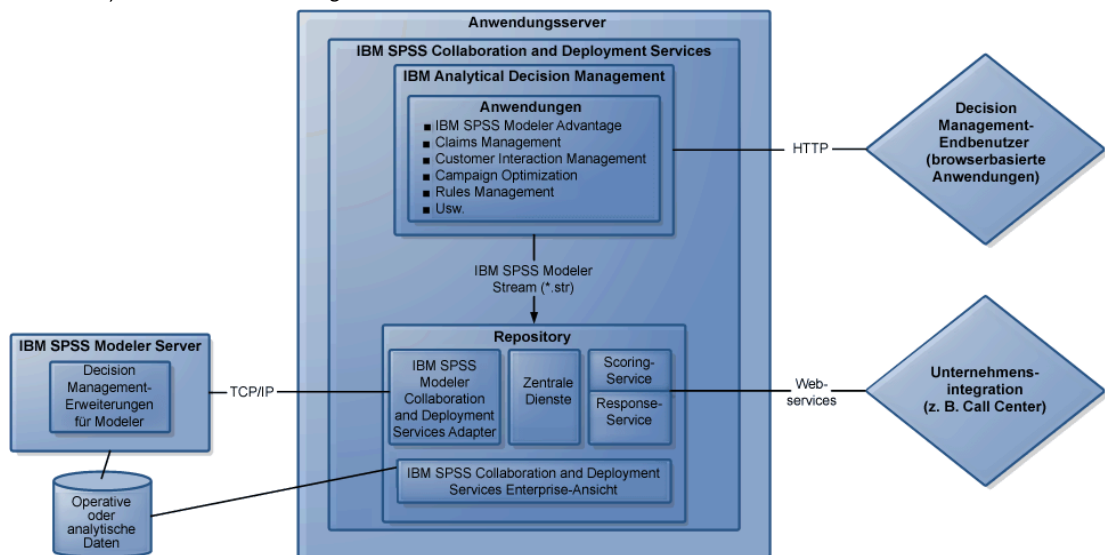 Anwendungsserver
IBM SPSS Collaboration and Deployment Services
IBM Analytical Decision Management
Anwendungen
■ IBM SPSS Modeler Advantage
■ Claims Management
■ Customer Interaction Management
■ Campaign Optimization
■ Rules Management
■ Usw.
HTTP
Decision
Management-
Endbenutzer
(browserbasierte
Anwendungen)
IBM SPSS Modeler
Stream (*.str)
Repository
IBM SPSS
Modeler
Collaboration
and Deployment
Services Adapter
Zentrale
Dienste
Scoring-
Service
Response-
Service
IBM SPSS Collaboration and Deployment
Services Enterprise-Ansicht
Web-
services
Unternehmens-
integration
(z. B. Call Center)
IBM SPSS Modeler Server
Decision
Management-
Erweiterungen
für Modeler
TCP/IP
Operative
oder
analytische
Daten